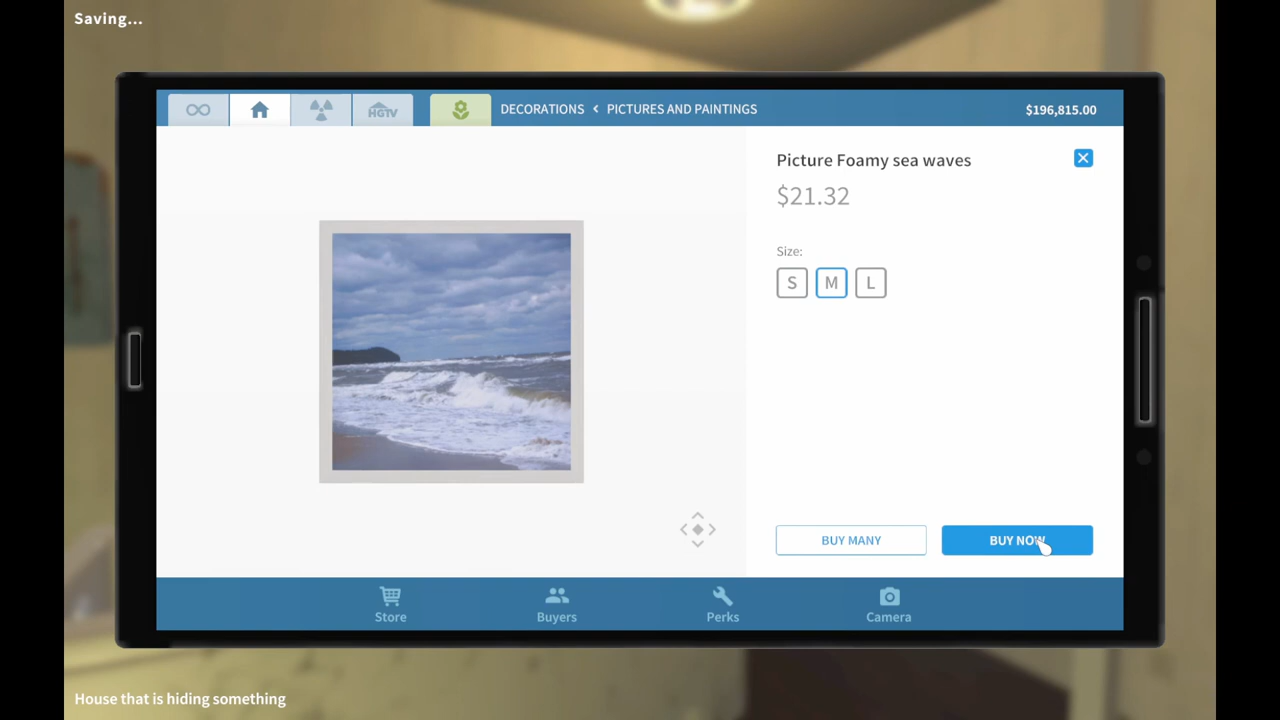 Saving...
HGTV
DECORATIONS < PICTURES AND PAINTINGS
$196,815.00
Picture Foamy sea waves
$21.32
Size:
S M L
BUY MANY
BUY NOW
Store
Buyers
Perks
Camera
House that is hiding something